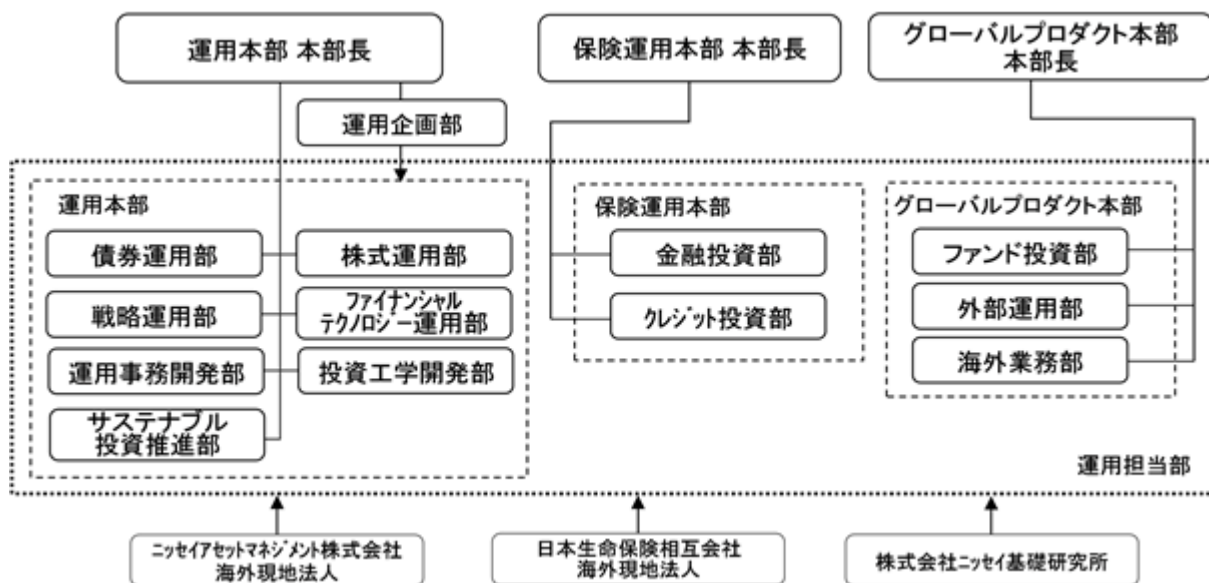 運用本部 本部長
保険運用本部 本部長
グローバルプロダクト本部
本部長
運用企画部
運用本部
債券運用部
株式運用部
戦略運用部
ファイナンシャル
テクノロジー運用部
運用事務開発部
投資工学開発部
サステナブル
投資推進部
保険運用本部
金融投資部
クレジット投資部
グローバルプロダクト本部
ファンド投資部
外部運用部
海外業務部
運用担当部
ニッセイアセットマネジメント株式会社
海外現地法人
日本生命保険相互会社
海外現地法人
株式会社ニッセイ基礎研究所